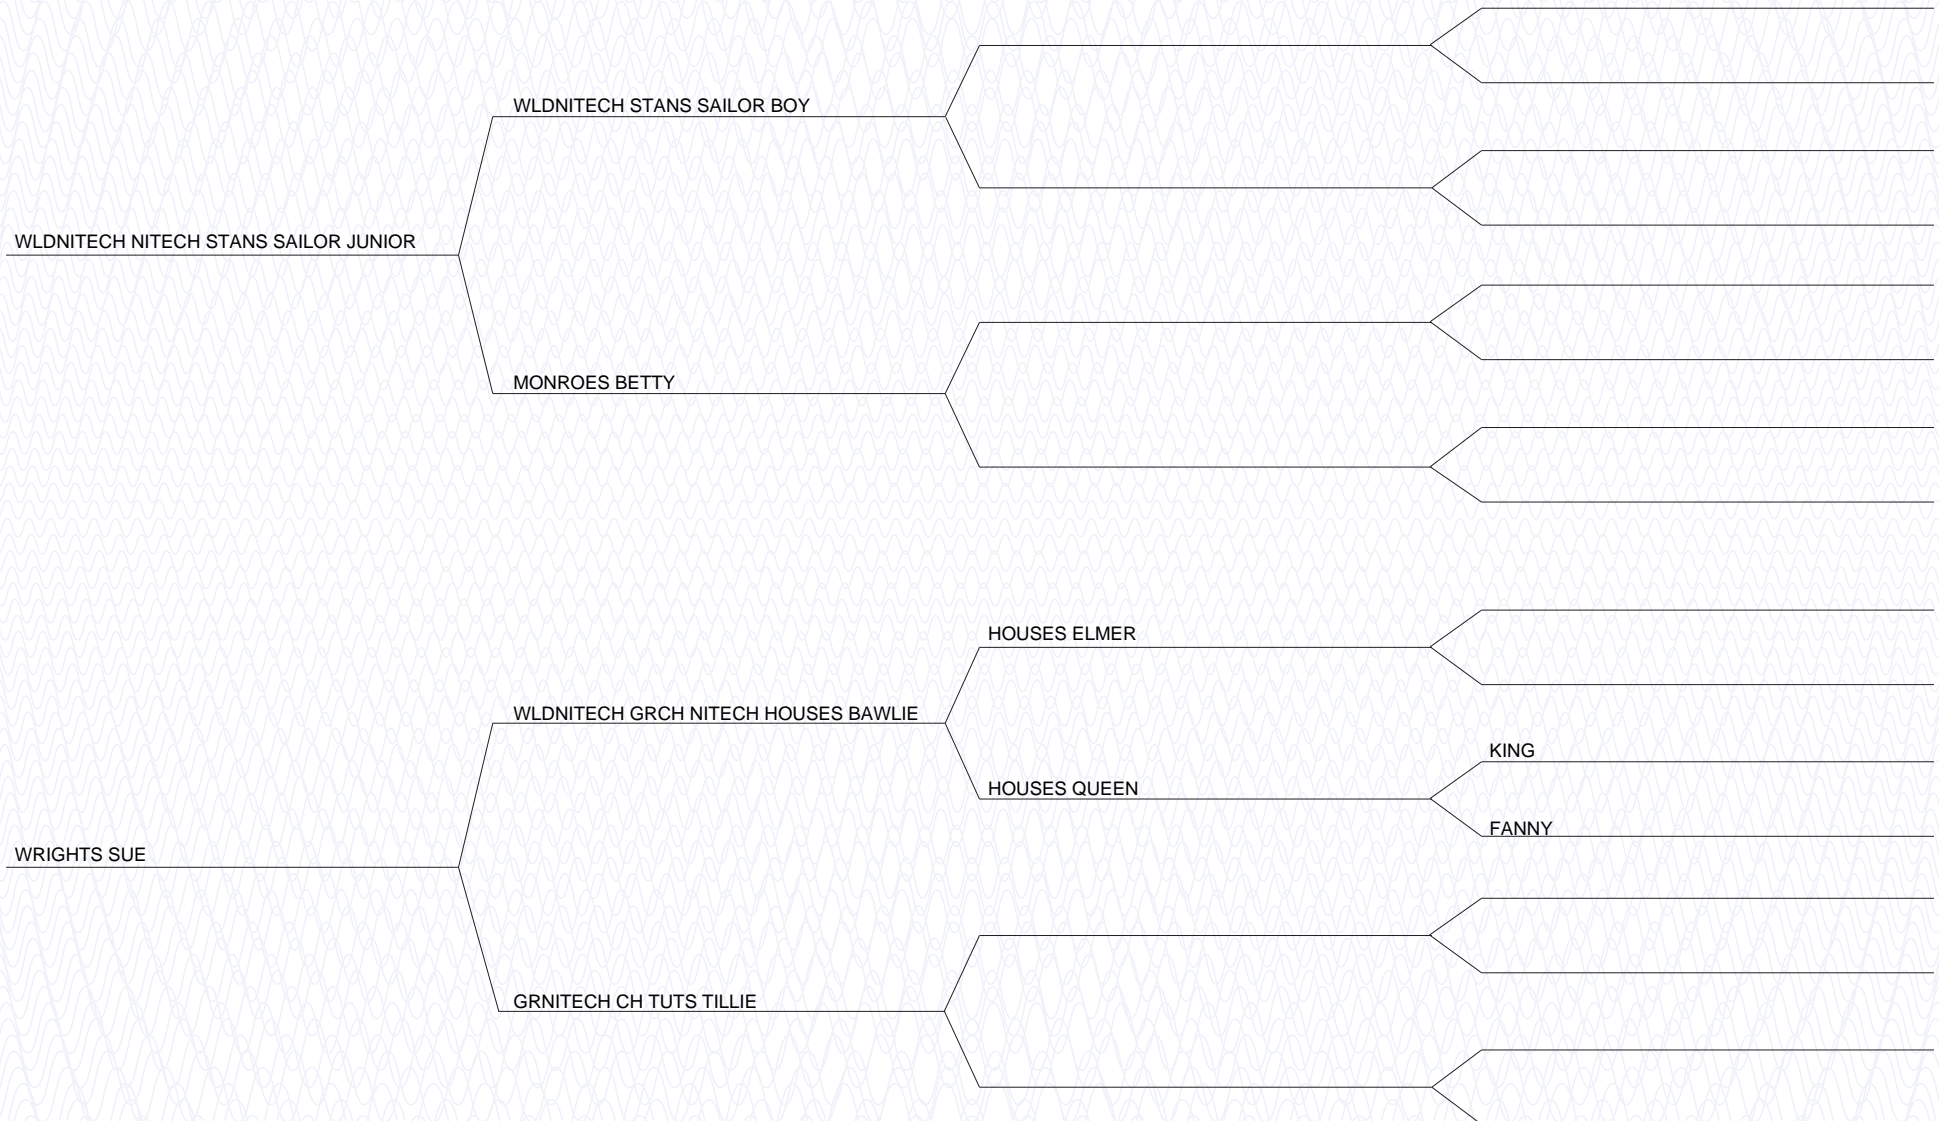 WLDNITECH STANS SAILOR BOY
WLDNITECH NITECH STANS SAILOR JUNIOR
MONROES BETTY
HOUSES ELMER
WLDNITECH GRCH NITECH HOUSES BAWLIE
KING
HOUSES QUEEN
FANNY
WRIGHTS SUE
GRNITECH CH TUTS TILLIE